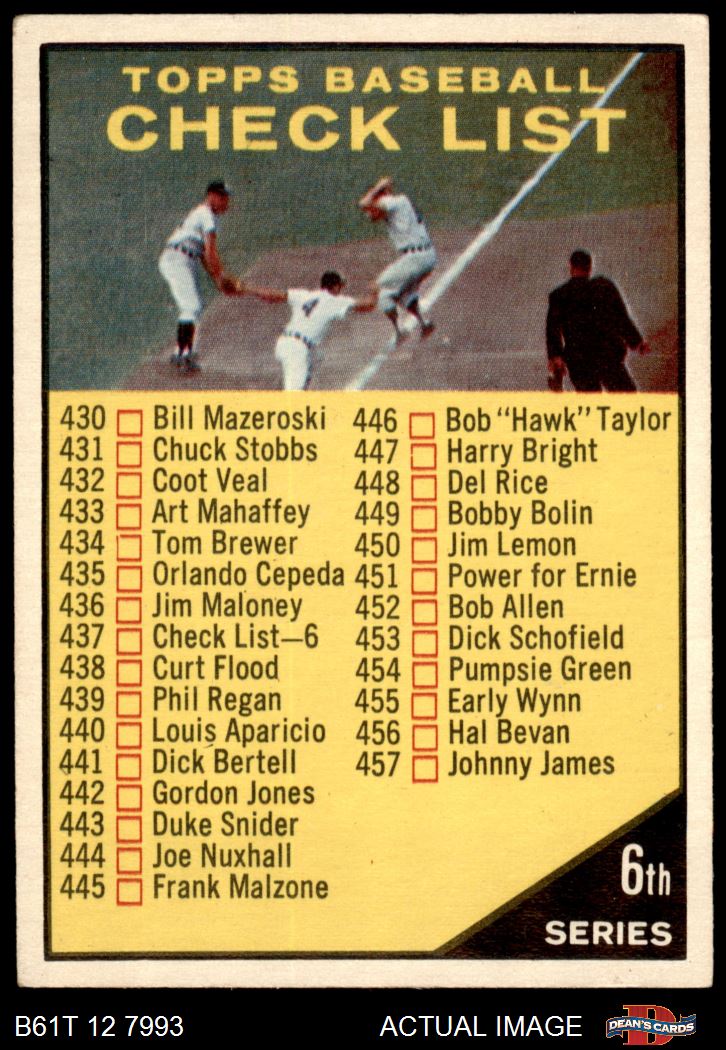 TOPPS BASEBALL
CHECK LIST
4
430 Bill Mazeroski
431 Chuck Stobbs
432 Coot Veal
433 Art Mahaffey
434 Tom Brewer
435 Orlando Cepeda
436 Jim Maloney
437 Check List—6
438 Curt Flood
439 Phil Regan
440 Louis Aparicio
441 Dick Bertell
442 Gordon Jones
443 Duke Snider
444 Joe Nuxhall
445 Frank Malzone
446 Bob "Hawk" Taylor
447 Harry Bright
448 Del Rice
449 Bobby Bolin
450 Jim Lemon
451 Power for Ernie
452 Bob Allen
453 Dick Schofield
454 Pumpsie Green
455 Early Wynn
456 Hal Bevan
457 Johnny James
6th
SERIES
B61T 12 7993
ACTUAL IMAGE
D
DEAN'S CARDS